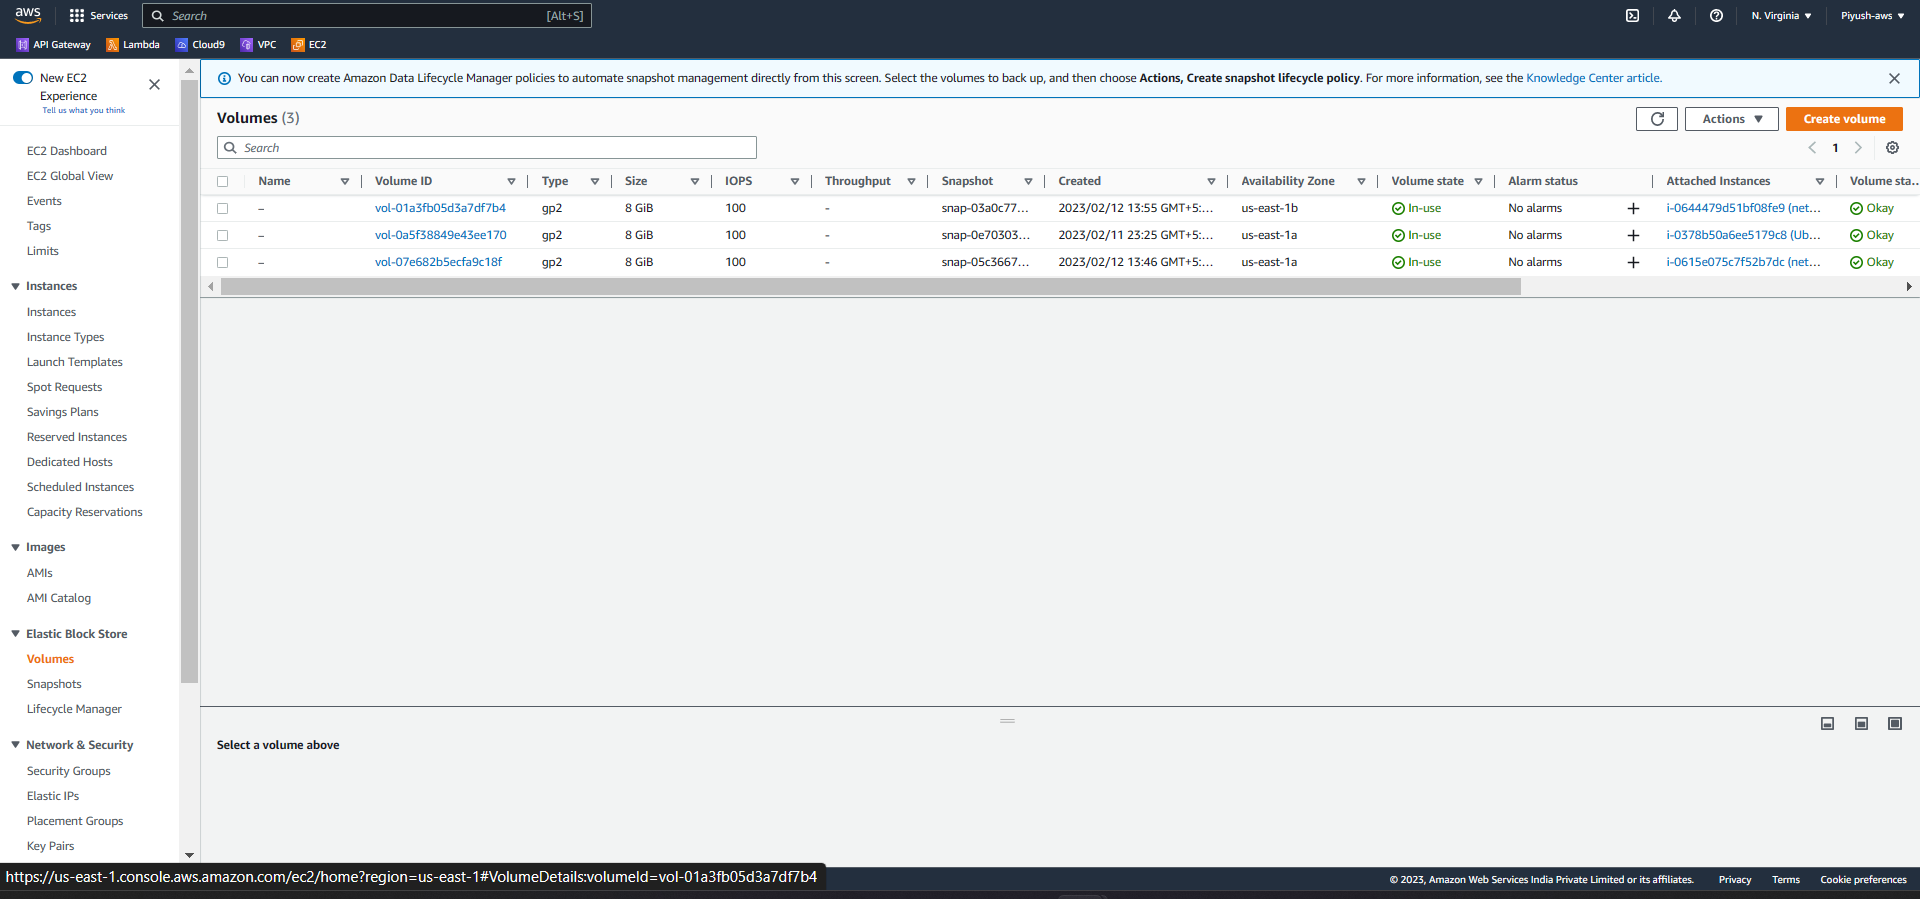 aws Services Search [Alt+S] N. Virginia ▼ Piyush-aws ▼
API Gateway Lambda Cloud9 VPC EC2
New EC2 Experience
Tell us what you think
EC2 Dashboard
EC2 Global View
Events
Tags
Limits
Instances
Instances
Instance Types
Launch Templates
Spot Requests
Savings Plans
Reserved Instances
Dedicated Hosts
Scheduled Instances
Capacity Reservations
Images
AMIs
AMI Catalog
Elastic Block Store
Volumes
Snapshots
Lifecycle Manager
Network & Security
Security Groups
Elastic IPs
Placement Groups
Key Pairs
You can now create Amazon Data Lifecycle Manager policies to automate snapshot management directly from this screen. Select the volumes to back up, and then choose Actions, Create snapshot lifecycle policy. For more information, see the Knowledge Center article.
Volumes (3) Actions ▼ Create volume
Search 1
Name Volume ID Type Size IOPS Throughput Snapshot Created Availability Zone Volume state Alarm status Attached Instances Volume sta...
– vol-01a3fb05d3a7df7b4 gp2 8 GiB 100 - snap-03a0c77... 2023/02/12 13:55 GMT+5:... us-east-1b In-use No alarms + i-0644479d51bf08fe9 (net... Okay
– vol-0a5f38849e43ee170 gp2 8 GiB 100 - snap-0e70303... 2023/02/11 23:25 GMT+5:... us-east-1a In-use No alarms + i-0378b50a6ee5179c8 (Ub... Okay
– vol-07e682b5ecfa9c18f gp2 8 GiB 100 - snap-05c3667... 2023/02/12 13:46 GMT+5:... us-east-1a In-use No alarms + i-0615e075c7f52b7dc (net... Okay
Select a volume above
https://us-east-1.console.aws.amazon.com/ec2/home?region=us-east-1#VolumeDetails:volumeId=vol-01a3fb05d3a7df7b4
© 2023, Amazon Web Services India Private Limited or its affiliates. Privacy Terms Cookie preferences